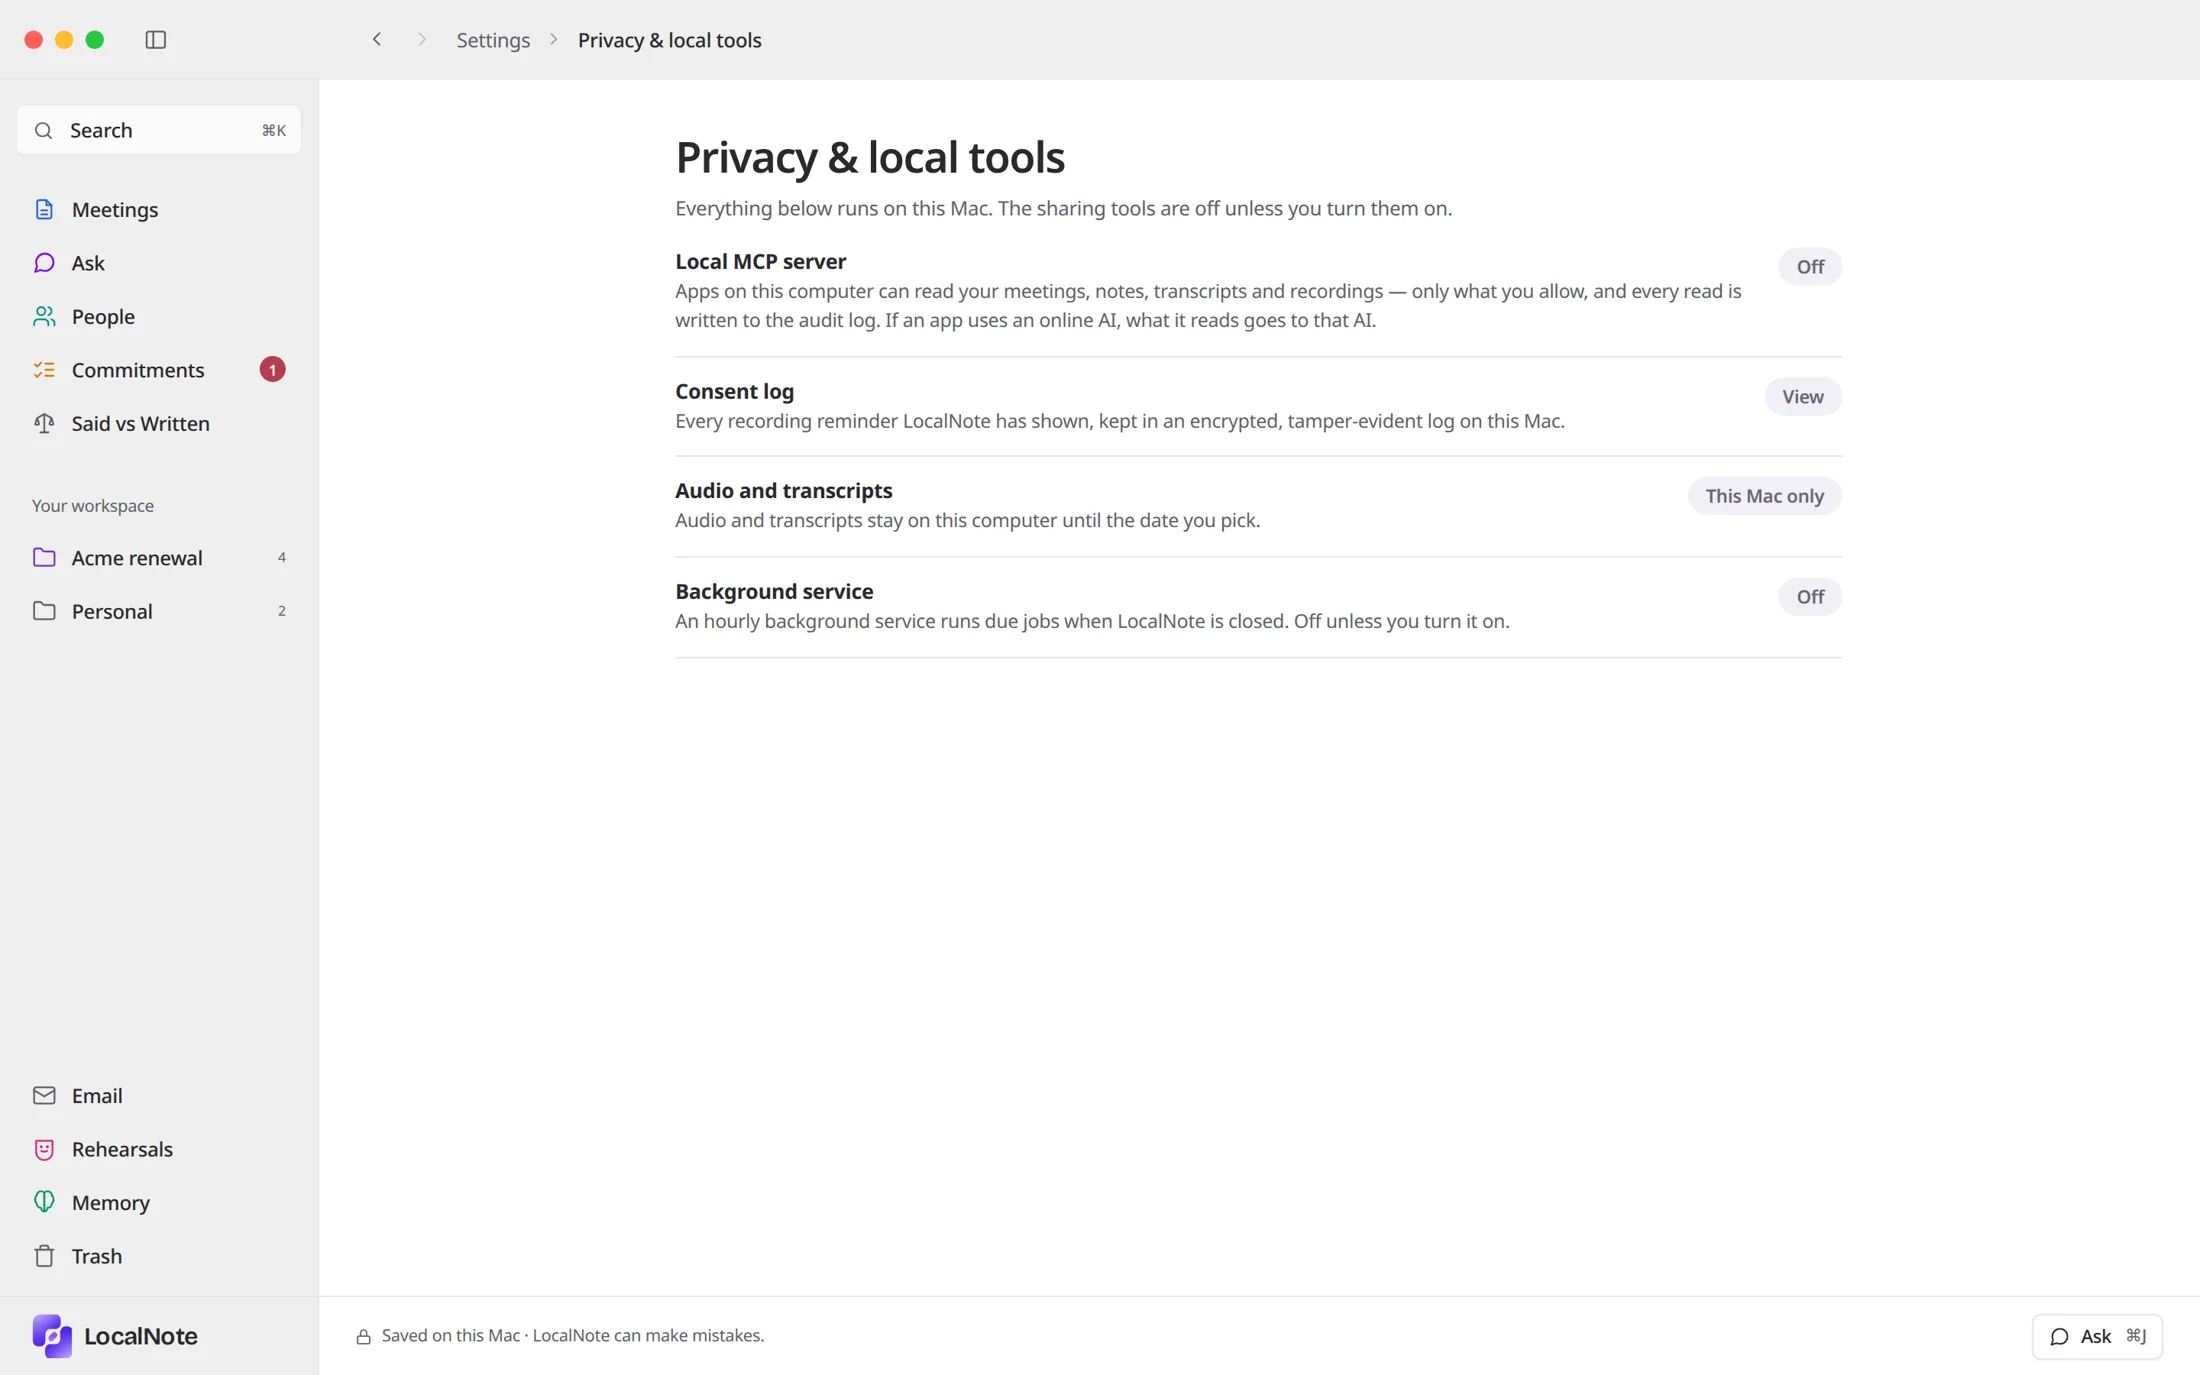 Settings > Privacy & local tools
Search ⌘K
Meetings
Ask
People
Commitments 1
Said vs Written
Your workspace
Acme renewal 4
Personal 2
Email
Rehearsals
Memory
Trash
LocalNote
Privacy & local tools
Everything below runs on this Mac. The sharing tools are off unless you turn them on.
Local MCP server
Off
Apps on this computer can read your meetings, notes, transcripts and recordings — only what you allow, and every read is
written to the audit log. If an app uses an online AI, what it reads goes to that AI.
Consent log
View
Every recording reminder LocalNote has shown, kept in an encrypted, tamper-evident log on this Mac.
Audio and transcripts
This Mac only
Audio and transcripts stay on this computer until the date you pick.
Background service
Off
An hourly background service runs due jobs when LocalNote is closed. Off unless you turn it on.
Saved on this Mac · LocalNote can make mistakes.
Ask ⌘J